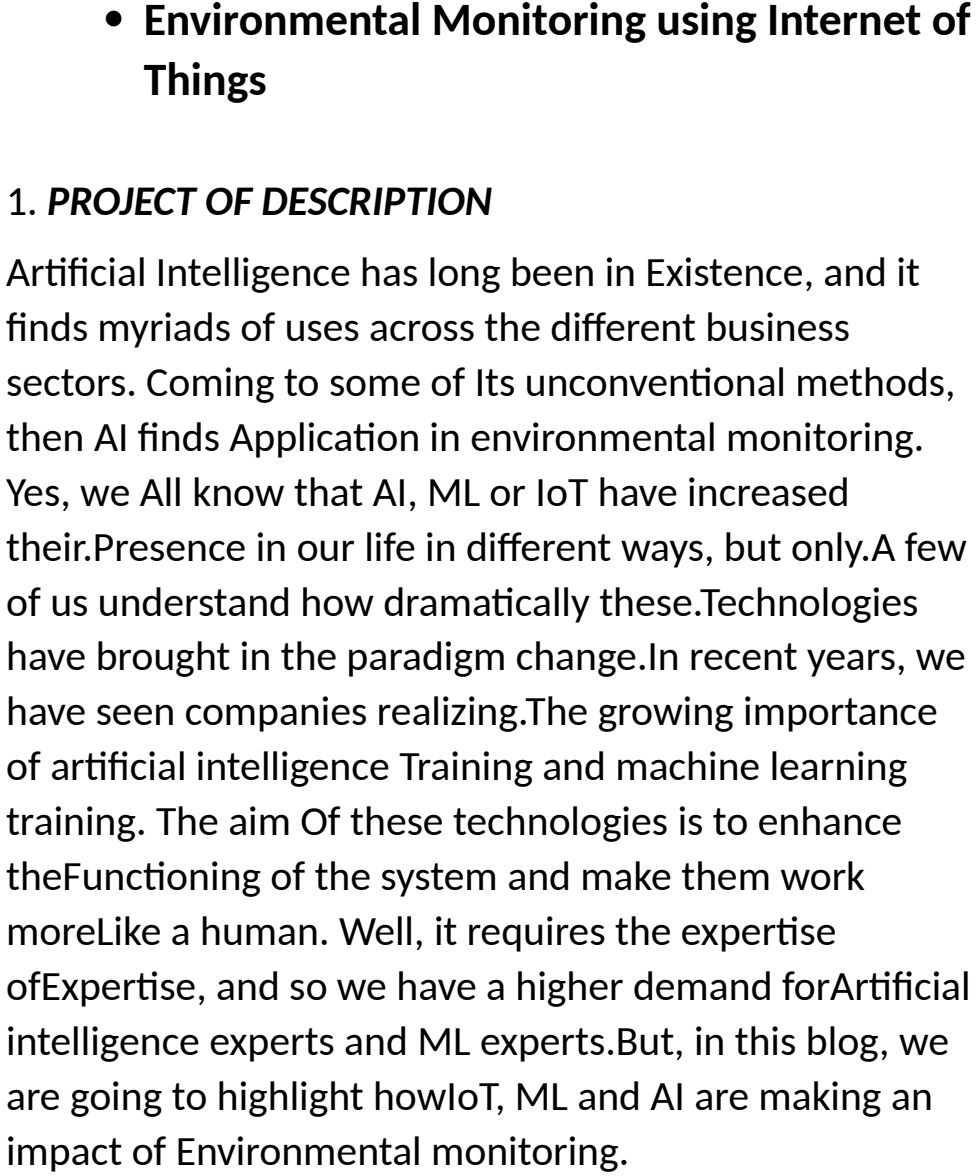 • Environmental Monitoring using Internet of
Things
1. PROJECT OF DESCRIPTION
Artificial Intelligence has long been in Existence, and it
finds myriads of uses across the different business
sectors. Coming to some of Its unconventional methods,
then AI finds Application in environmental monitoring.
Yes, we All know that AI, ML or IoT have increased
their.Presence in our life in different ways, but only.A few
of us understand how dramatically these.Technologies
have brought in the paradigm change.In recent years, we
have seen companies realizing.The growing importance
of artificial intelligence Training and machine learning
training. The aim Of these technologies is to enhance
theFunctioning of the system and make them work
moreLike a human. Well, it requires the expertise
ofExpertise, and so we have a higher demand forArtificial
intelligence experts and ML experts.But, in this blog, we
are going to highlight howIoT, ML and AI are making an
impact of Environmental monitoring.